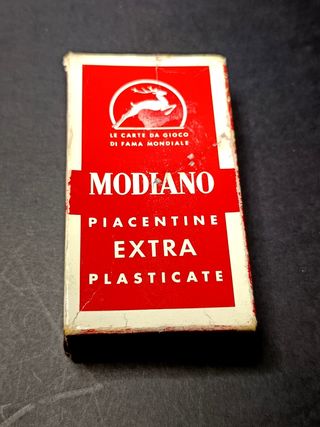 LE CARTE DA GIOCO
DI FAMA MONDIALE
MODIANO
PIACENTINE
EXTRA
PLASTICATE